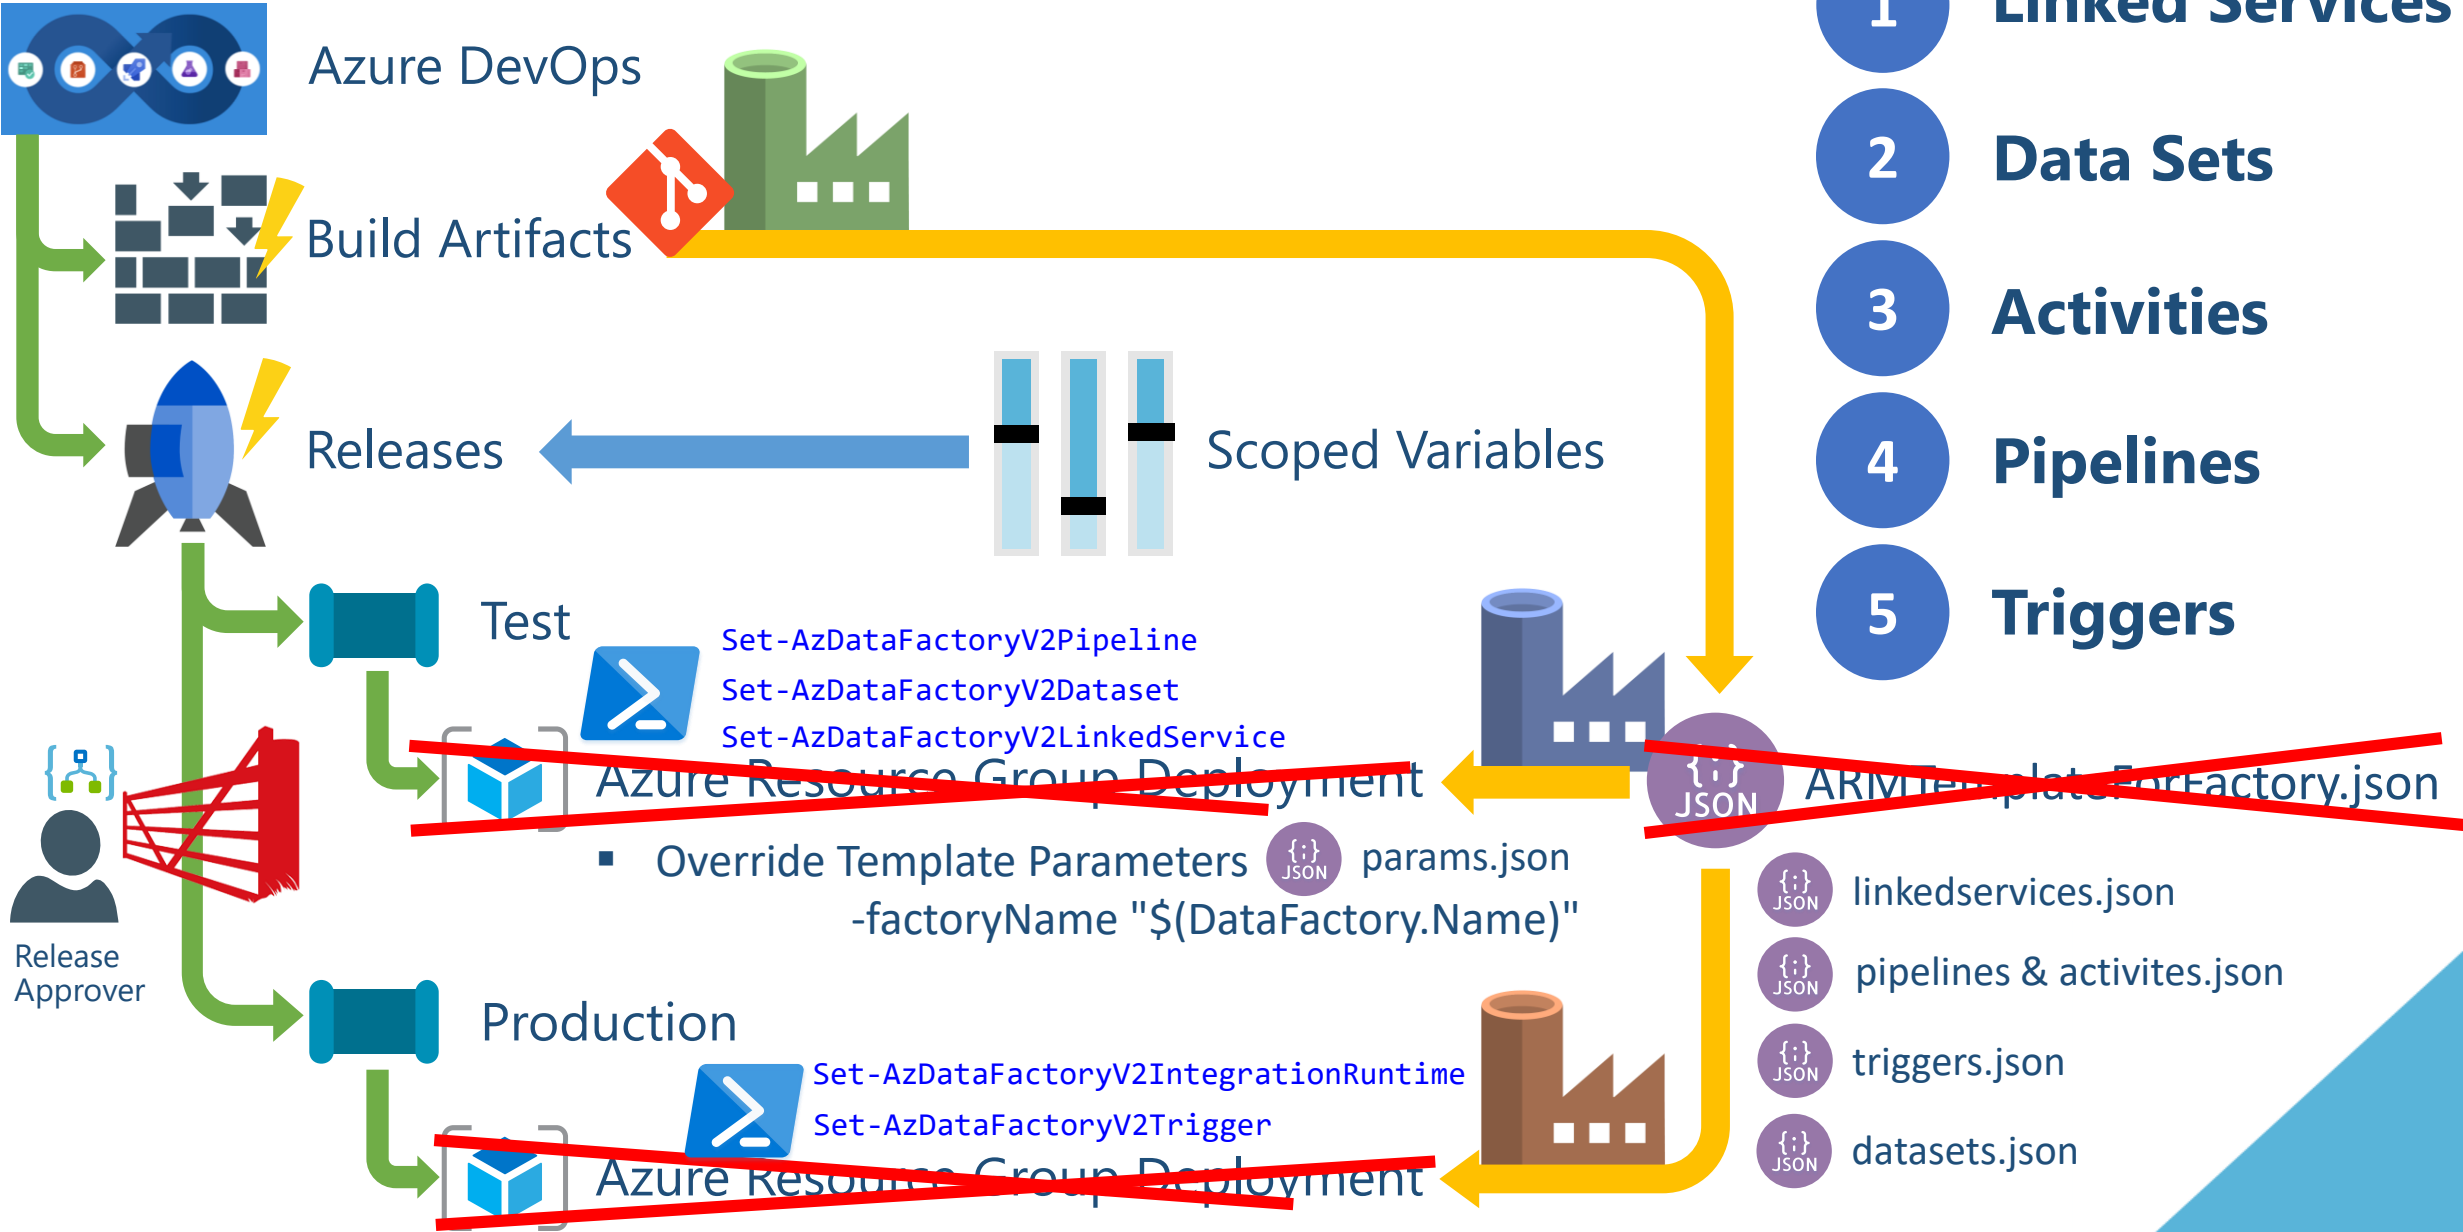 Azure DevOps
Build Artifacts
Releases
Scoped Variables
1 Linked Services
2 Data Sets
3 Activities
4 Pipelines
5 Triggers
Test
Set-AzDataFactoryV2Pipeline
Set-AzDataFactoryV2Dataset
Set-AzDataFactoryV2LinkedService
Azure Resource Group Deployment
{;}
JSON
ARMTemplateForFactory.json
▪ Override Template Parameters
{;}
JSON
params.json
-factoryName "$(DataFactory.Name)"
Release
Approver
{;}
JSON
linkedservices.json
{;}
JSON
pipelines & activites.json
{;}
JSON
triggers.json
{;}
JSON
datasets.json
Production
Set-AzDataFactoryV2IntegrationRuntime
Set-AzDataFactoryV2Trigger
Azure Resource Group Deployment